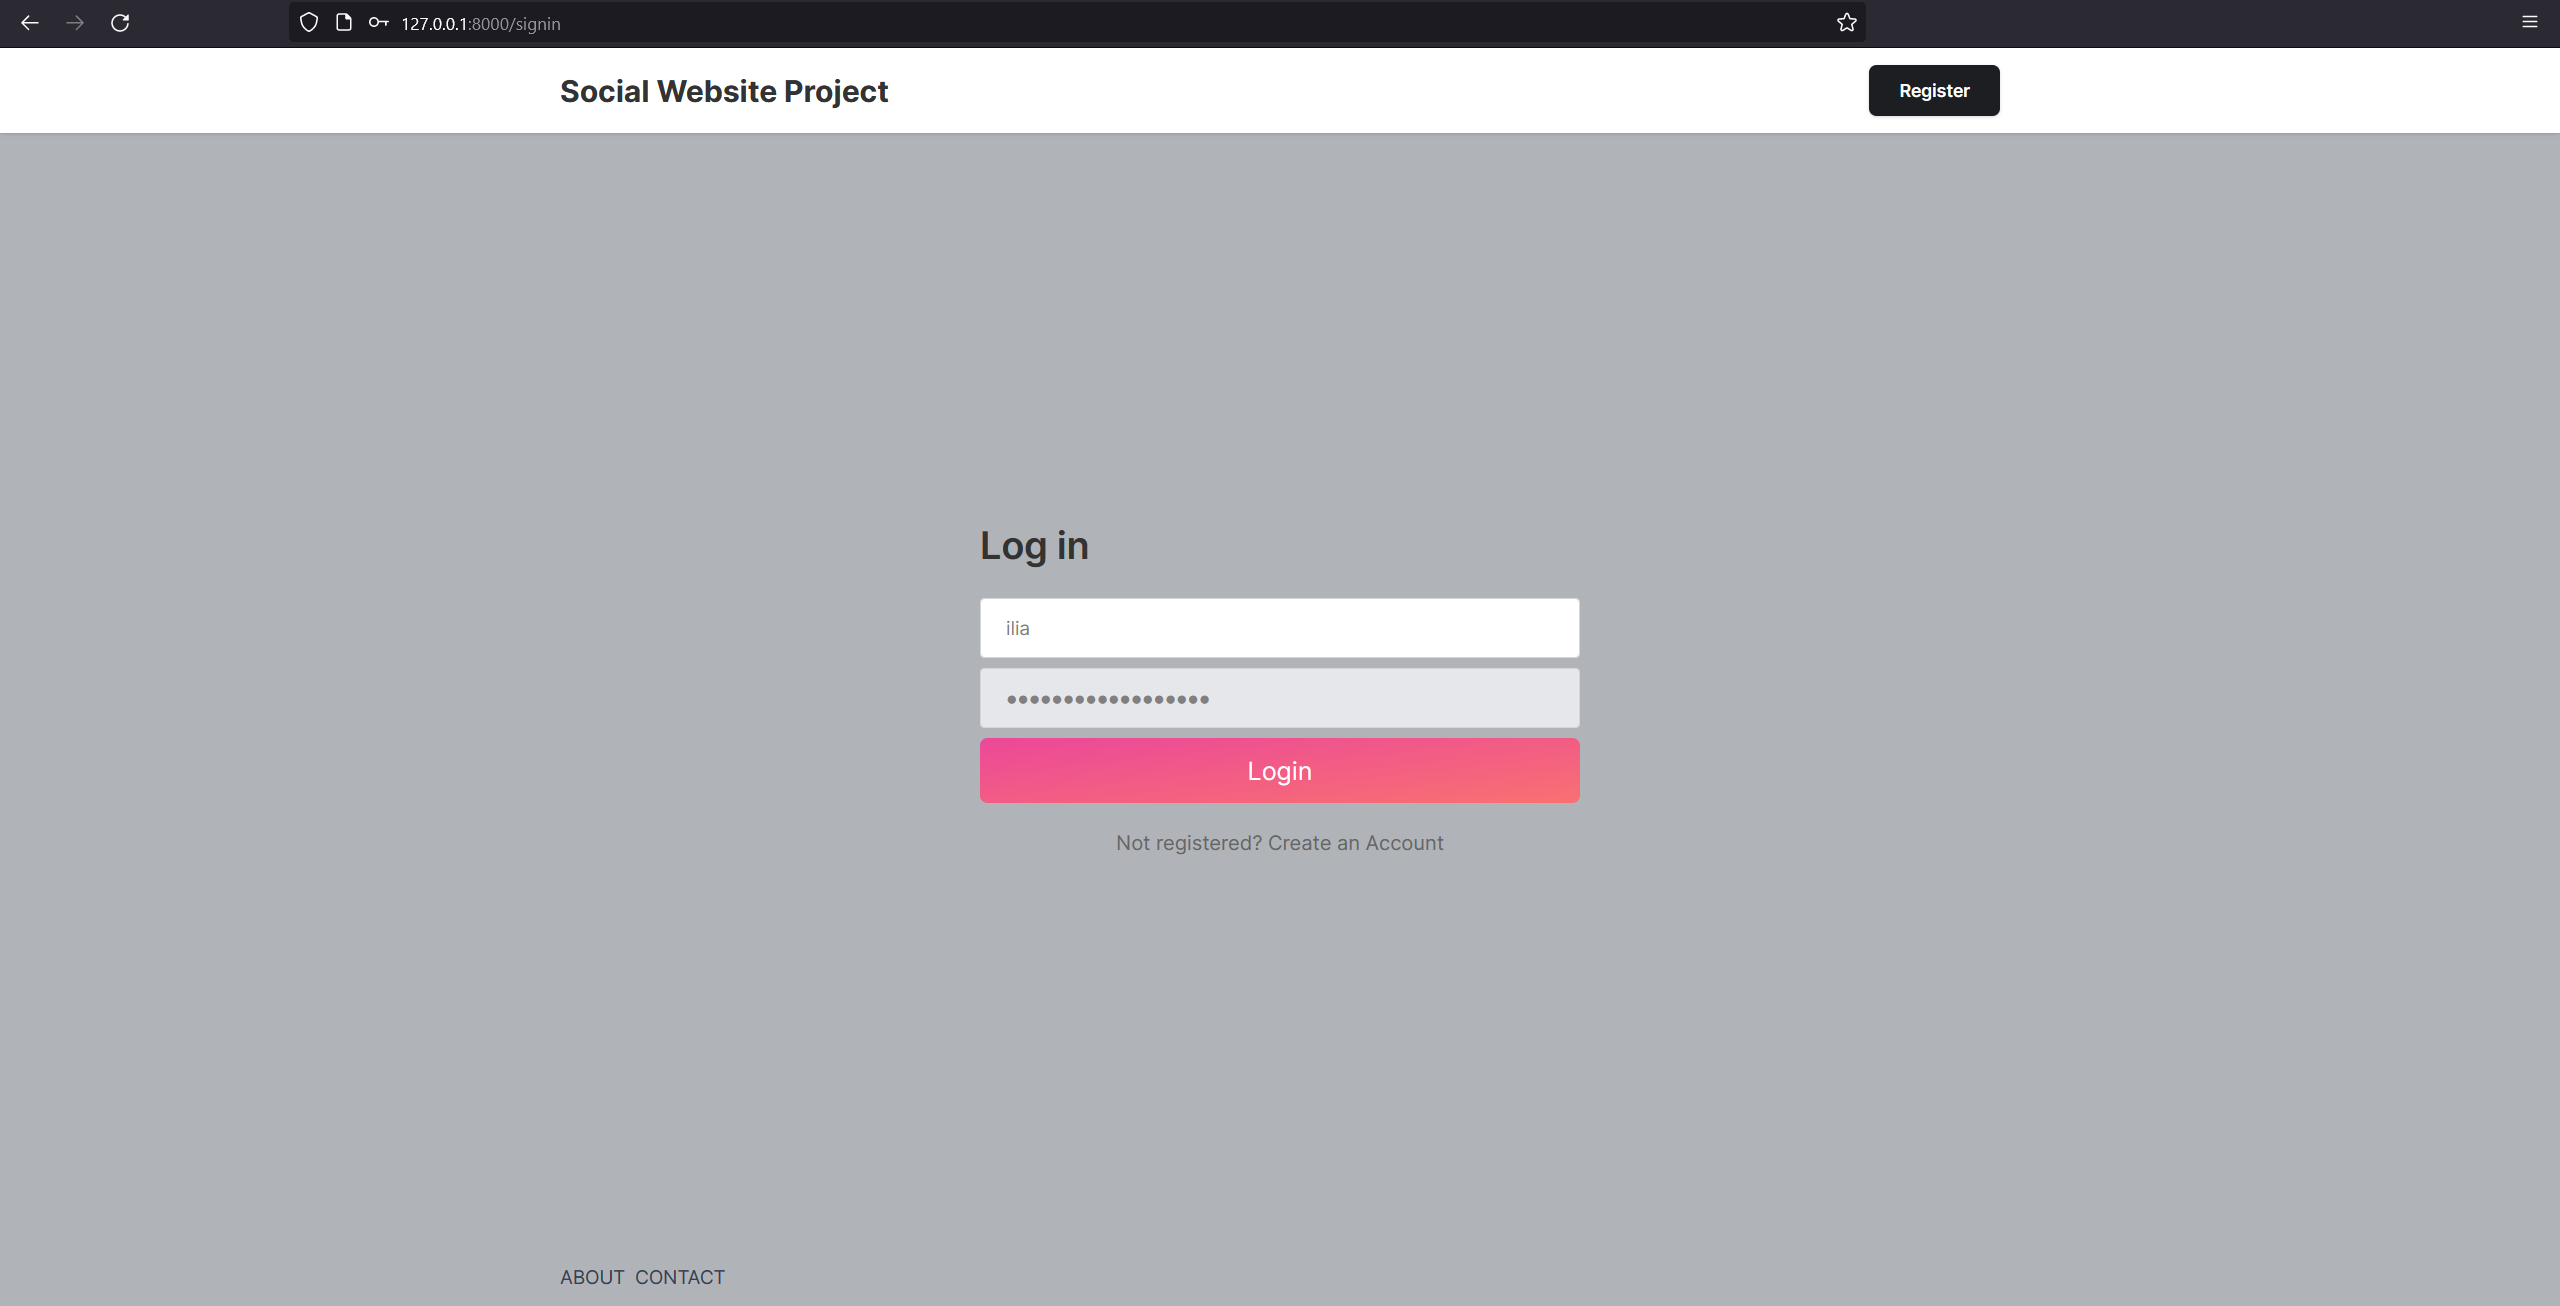 127.0.0.1:8000/signin
Social Website Project
Register
Log in
ilia
••••••••••••••••••
Login
Not registered? Create an Account
ABOUT CONTACT